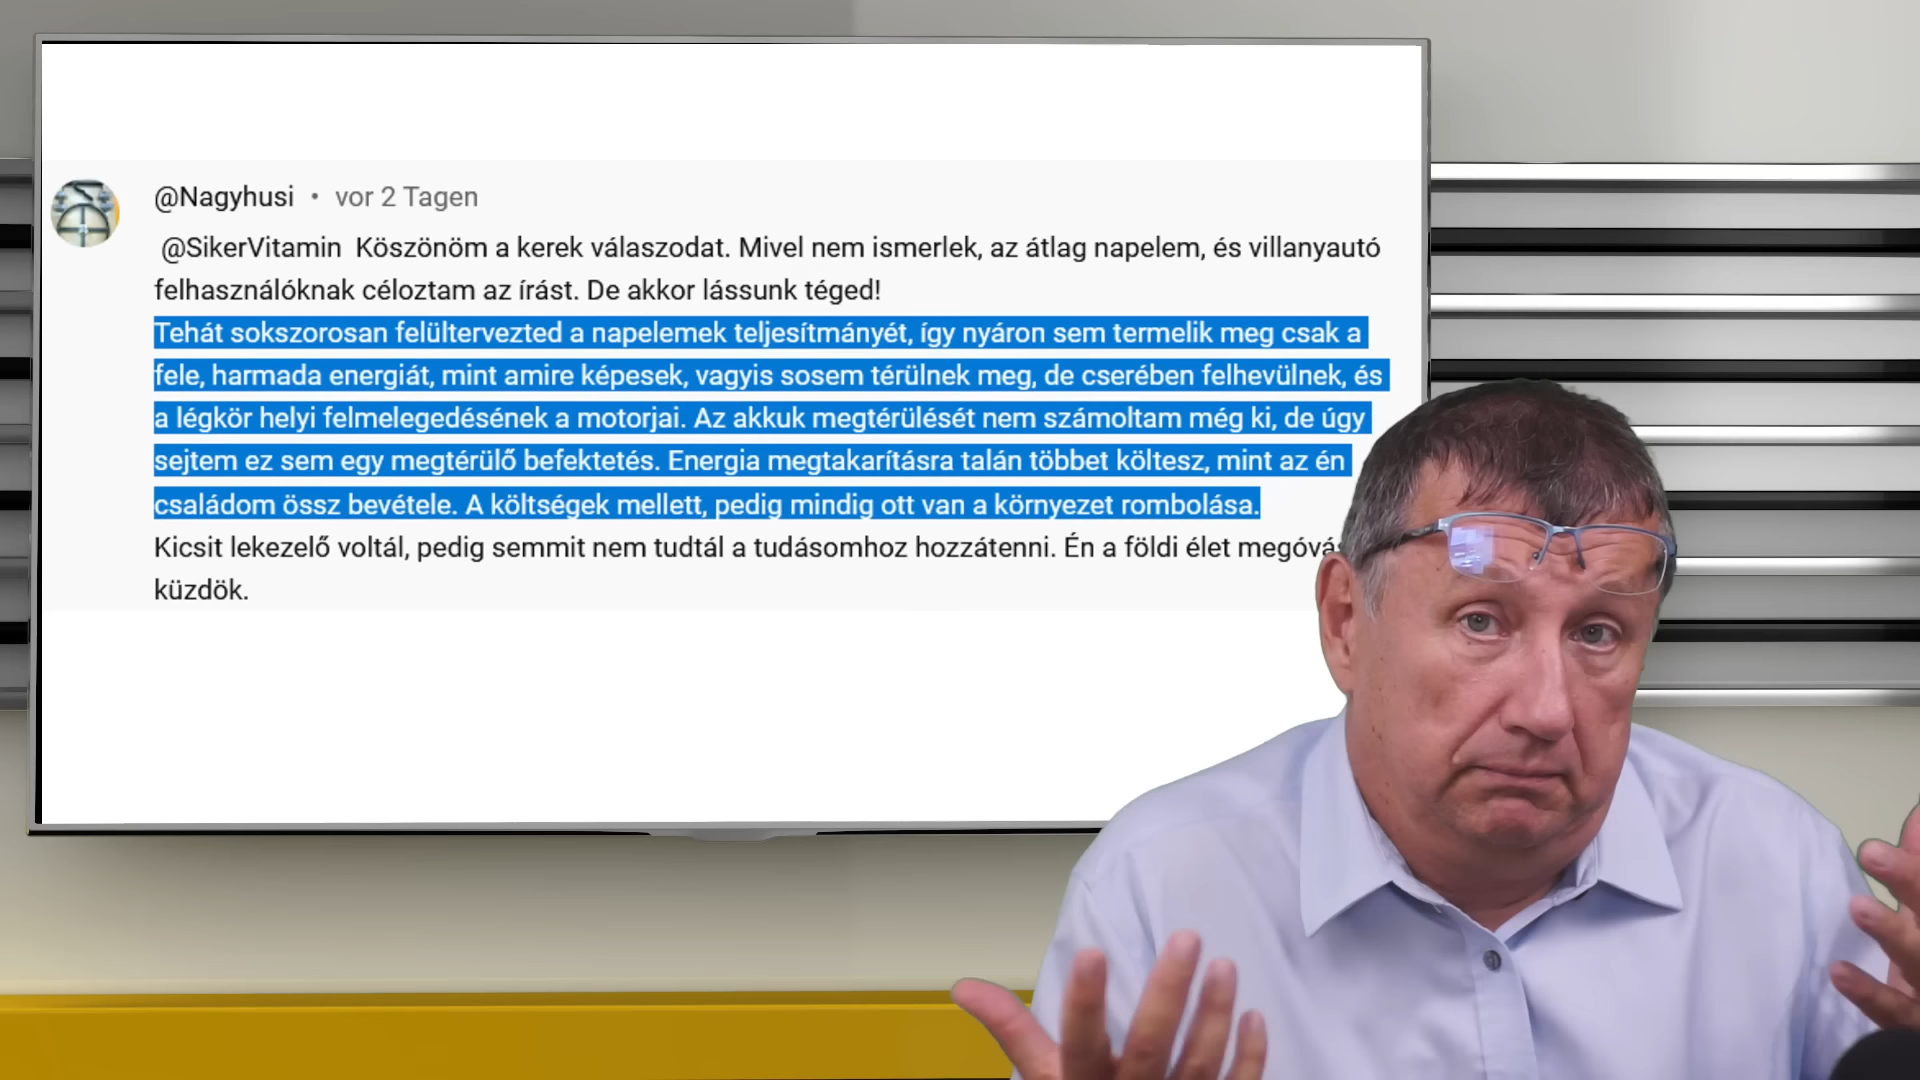 @Nagyhusi • vor 2 Tagen
@SikerVitamin Köszönöm a kerek válaszodat. Mivel nem ismerlek, az átlag napelem, és villanyautó
felhasználóknak céloztam az írást. De akkor lássunk téged!
Tehát sokszorosan felültervezted a napelemek teljesítmányét, így nyáron sem termelik meg csak a
fele, harmada energiát, mint amire képesek, vagyis sosem térülnek meg, de cserében felhevülnek, és
a légkör helyi felmelegedésének a motorjai. Az akkuk megtérülését nem számoltam még ki, de úgy
sejtem ez sem egy megtérülő befektetés. Energia megtakarításra talán többet költesz, mint az én
családom össz bevétele. A költségek mellett, pedig mindig ott van a környezet rombolása.
Kicsit lekezelő voltál, pedig semmit nem tudtál a tudásomhoz hozzátenni. Én a földi élet
küzdök.